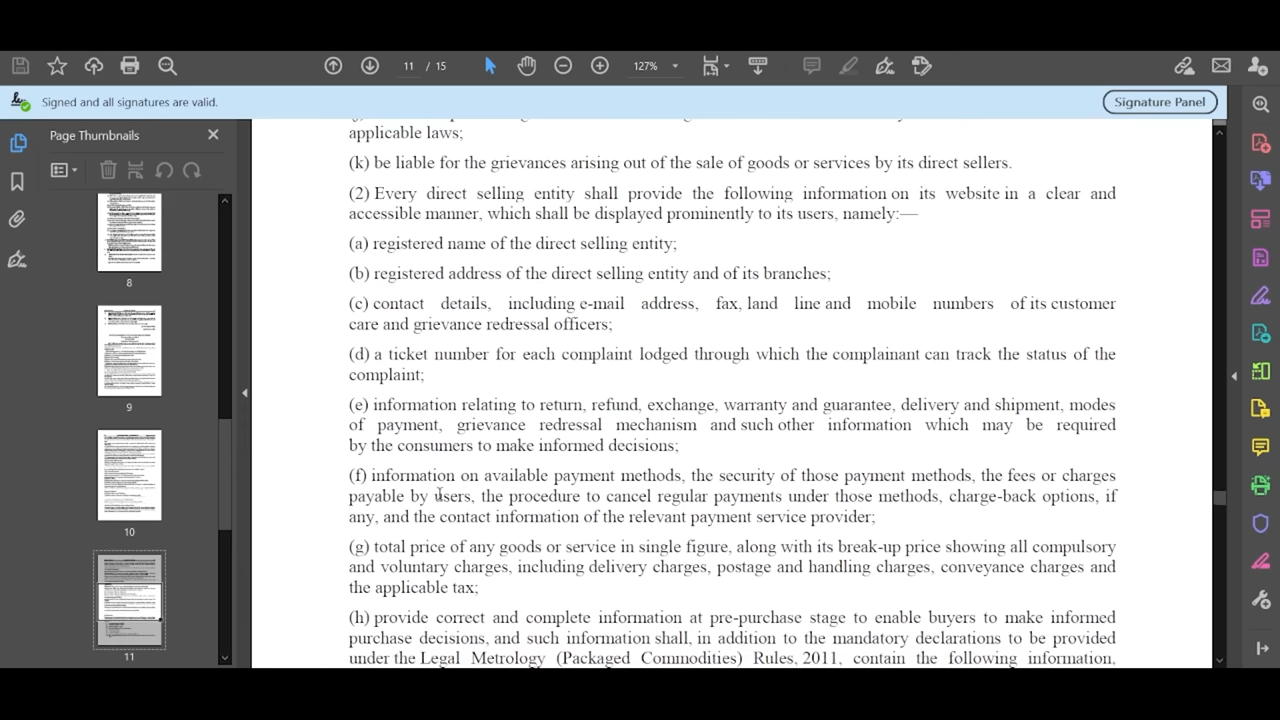 11 / 15
127%
Signed and all signatures are valid.
Signature Panel
Page Thumbnails
8
9
10
11
applicable laws;
(k) be liable for the grievances arising out of the sale of goods or services by its direct sellers.
(2) Every direct selling entity shall provide the following information on its website in a clear and
accessible manner, which shall be displayed prominently to its users, namely:—
(a) registered name of the direct selling entity;
(b) registered address of the direct selling entity and of its branches;
(c) contact details, including e-mail address, fax, land line and mobile numbers of its customer
care and grievance redressal officers;
(d) a ticket number for each complaint lodged through which the complainant can track the status of the
complaint;
(e) information relating to return, refund, exchange, warranty and guarantee, delivery and shipment, modes
of payment, grievance redressal mechanism and such other information which may be required
by the consumers to make informed decisions;
(f) information on available payment methods, the security of those payment methods, the fees or charges
payable by users, the procedure to cancel regular payments under those methods, charge-back options, if
any, and the contact information of the relevant payment service provider;
(g) total price of any good or service in single figure, along with its break-up price showing all compulsory
and voluntary charges, including delivery charges, postage and handling charges, conveyance charges and
the applicable tax;
(h) provide correct and complete information at pre-purchase stage to enable buyers to make informed
purchase decisions, and such information shall, in addition to the mandatory declarations to be provided
under the Legal Metrology (Packaged Commodities) Rules, 2011, contain the following information,